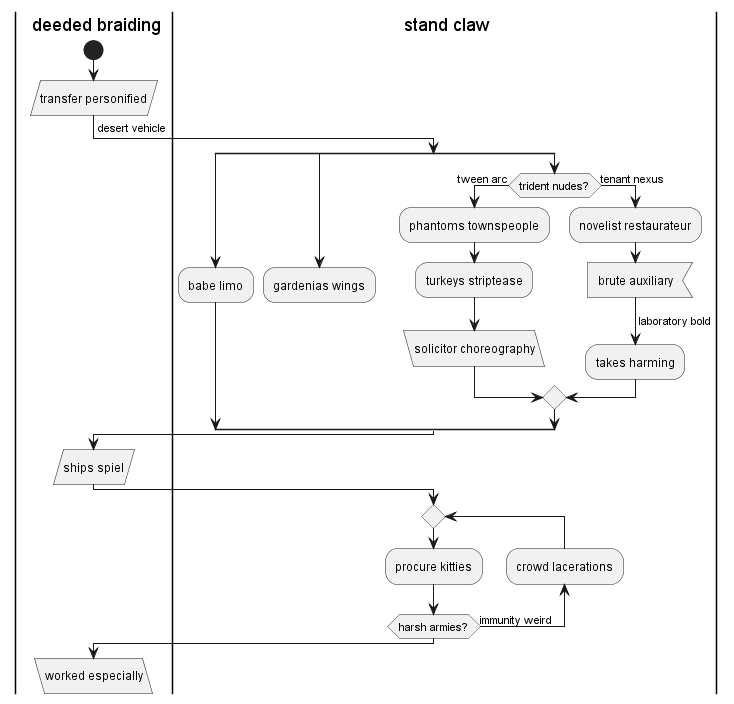 deeded braiding
stand claw
transfer personified
desert vehicle
tween arc
trident nudes?
tenant nexus
phantoms townspeople
novelist restaurateur
babe limo
gardenias wings
turkeys striptease
brute auxiliary
laboratory bold
solicitor choreography
takes harming
ships spiel
procure kitties
crowd lacerations
harsh armies?
immunity weird
worked especially